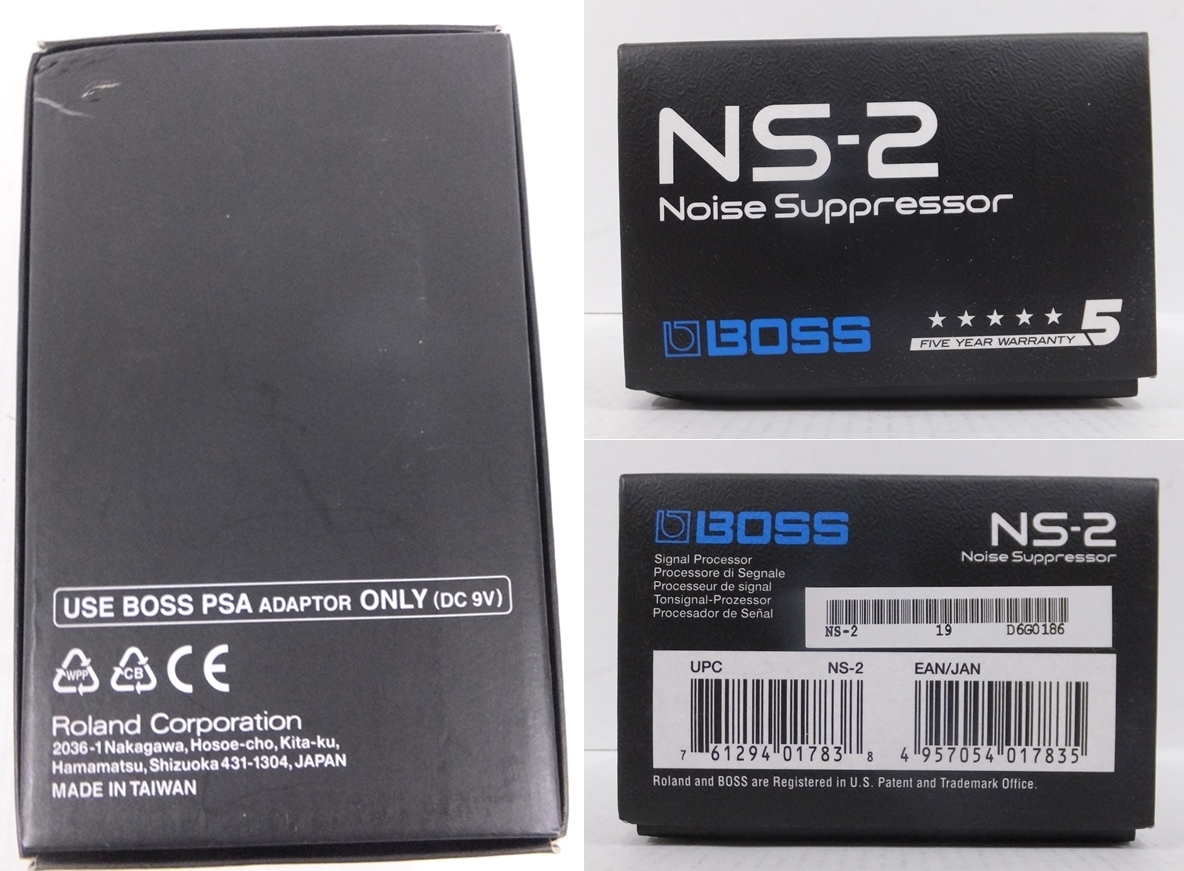 USE BOSS PSA ADAPTOR ONLY (DC 9V)
WPP CB CE
Roland Corporation
2036-1 Nakagawa, Hosoe-cho, Kita-ku,
Hamamatsu, Shizuoka 431-1304, JAPAN
MADE IN TAIWAN
NS-2
Noise Suppressor
BOSS
FIVE YEAR WARRANTY 5
BOSS
NS-2
Noise Suppressor
Signal Processor
Processore di Segnale
Processeur de signal
Tonsignal-Prozessor
Procesador de Señal
NS-2 19 D6G0186
UPC NS-2 EAN/JAN
7 61294 01783 8 4 957054 017835
Roland and BOSS are Registered in U.S. Patent and Trademark Office.